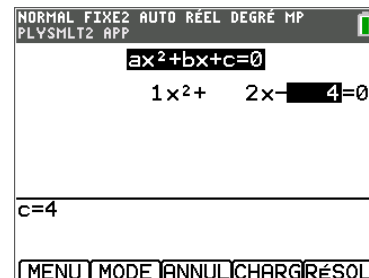 NORMAL FIXE2 AUTO RÉEL DEGRÉ MP
PLYSMLT2 APP
ax²+bx+c=0
1x²+ 2x- 4=0
c=4
MENU MODE ANNUL CHARG RÉSOL